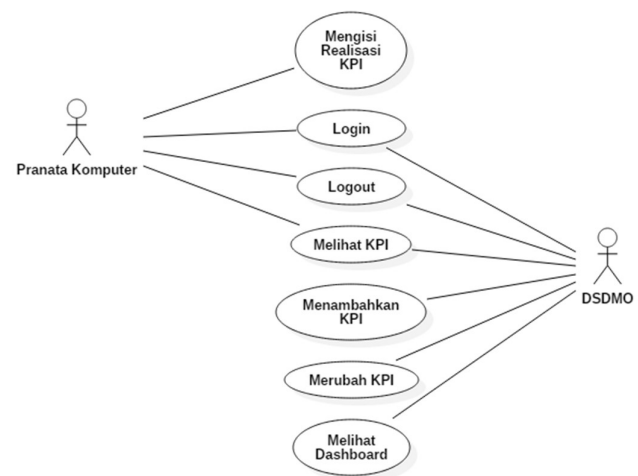 Mengisi
Realisasi
KPI
Login
Pranata Komputer
Logout
Melihat KPI
DSDMO
Menambahkan
KPI
Merubah KPI
Melihat
Dashboard